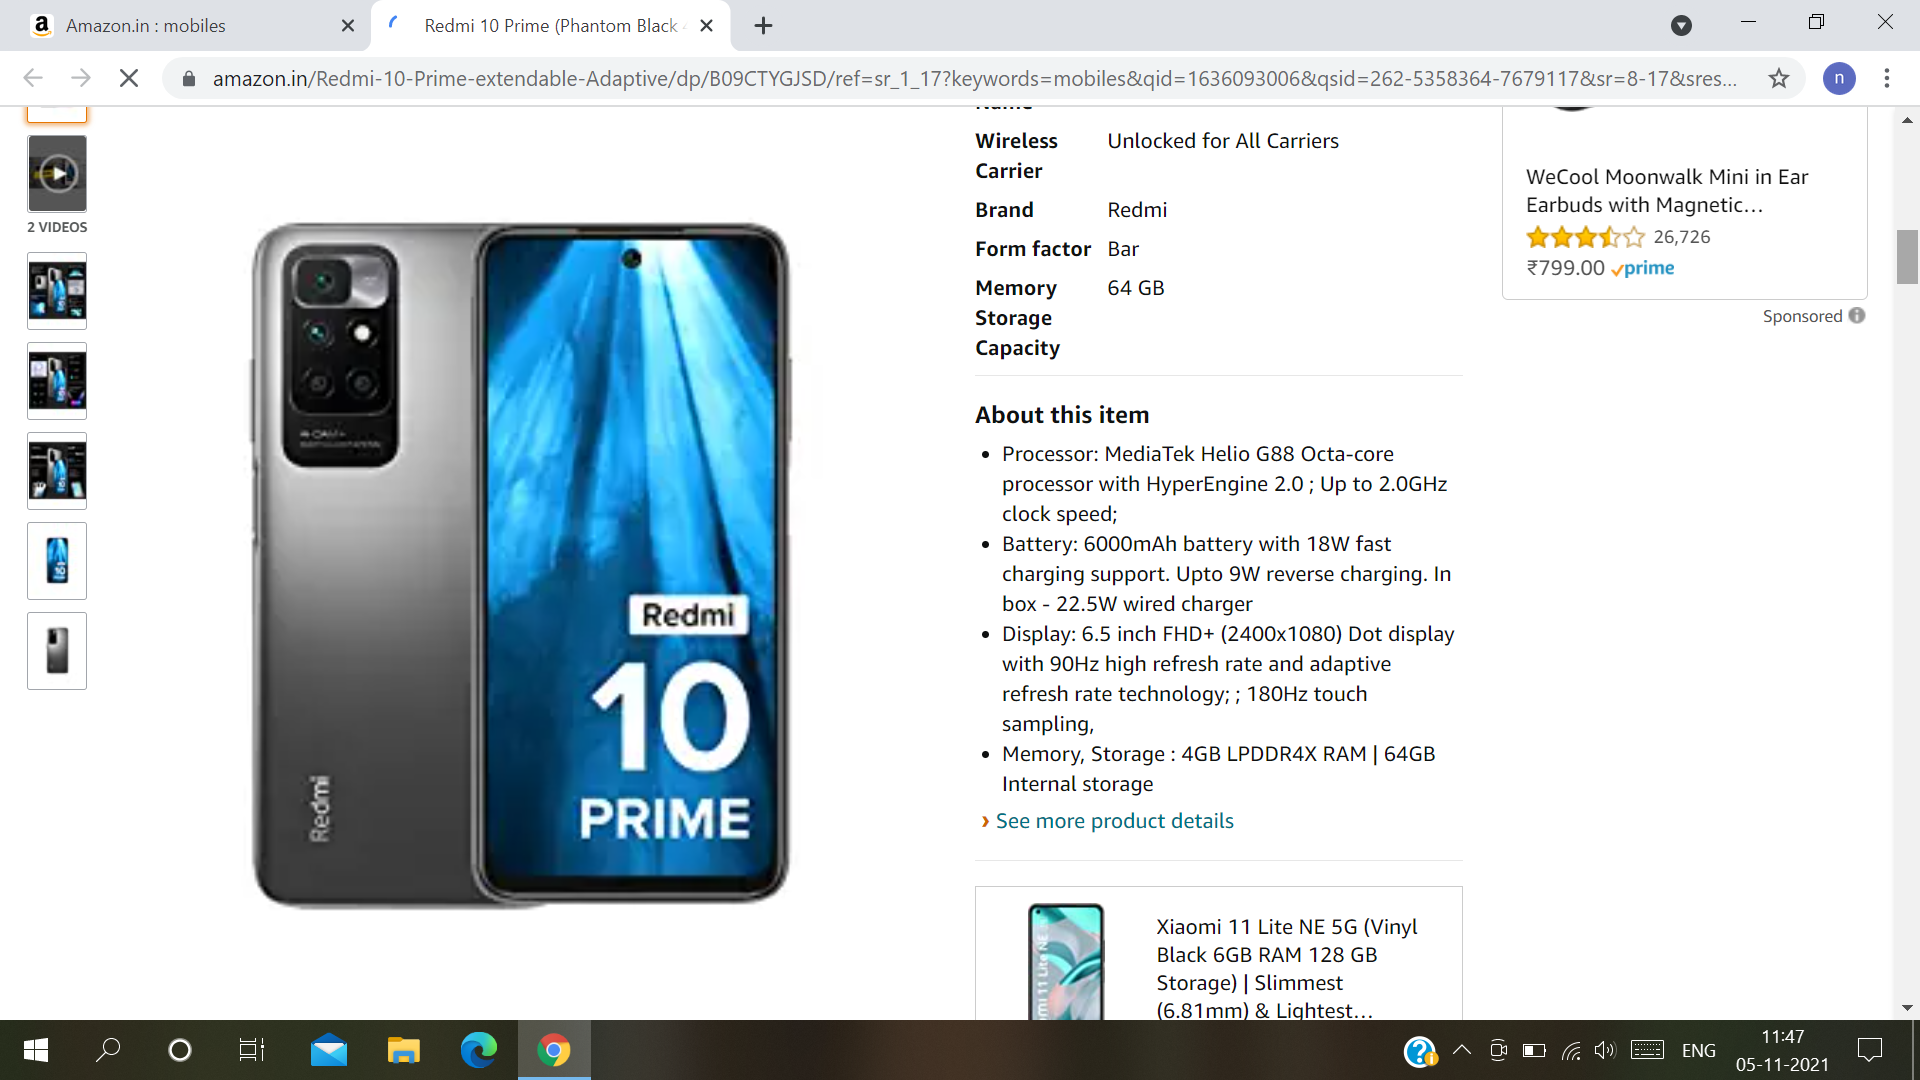 Amazon.in : mobiles
Redmi 10 Prime (Phantom Black
amazon.in/Redmi-10-Prime-extendable-Adaptive/dp/B09CTYGJSD/ref=sr_1_17?keywords=mobiles&qid=1636093006&qsid=262-5358364-7679117&sr=8-17&sres...
n
2 VIDEOS
Redmi
Redmi
10
PRIME
Wireless Unlocked for All Carriers
Carrier
Brand Redmi
Form factor Bar
Memory 64 GB
Storage
Capacity
About this item
• Processor: MediaTek Helio G88 Octa-core
processor with HyperEngine 2.0 ; Up to 2.0GHz
clock speed;
• Battery: 6000mAh battery with 18W fast
charging support. Upto 9W reverse charging. In
box - 22.5W wired charger
• Display: 6.5 inch FHD+ (2400x1080) Dot display
with 90Hz high refresh rate and adaptive
refresh rate technology; ; 180Hz touch
sampling,
• Memory, Storage : 4GB LPDDR4X RAM | 64GB
Internal storage
› See more product details
Xiaomi 11 Lite NE 5G (Vinyl
Black 6GB RAM 128 GB
Storage) | Slimmest
(6.81mm) & Lightest...
WeCool Moonwalk Mini in Ear
Earbuds with Magnetic...
26,726
₹799.00 prime
Sponsored
ENG
11:47
05-11-2021